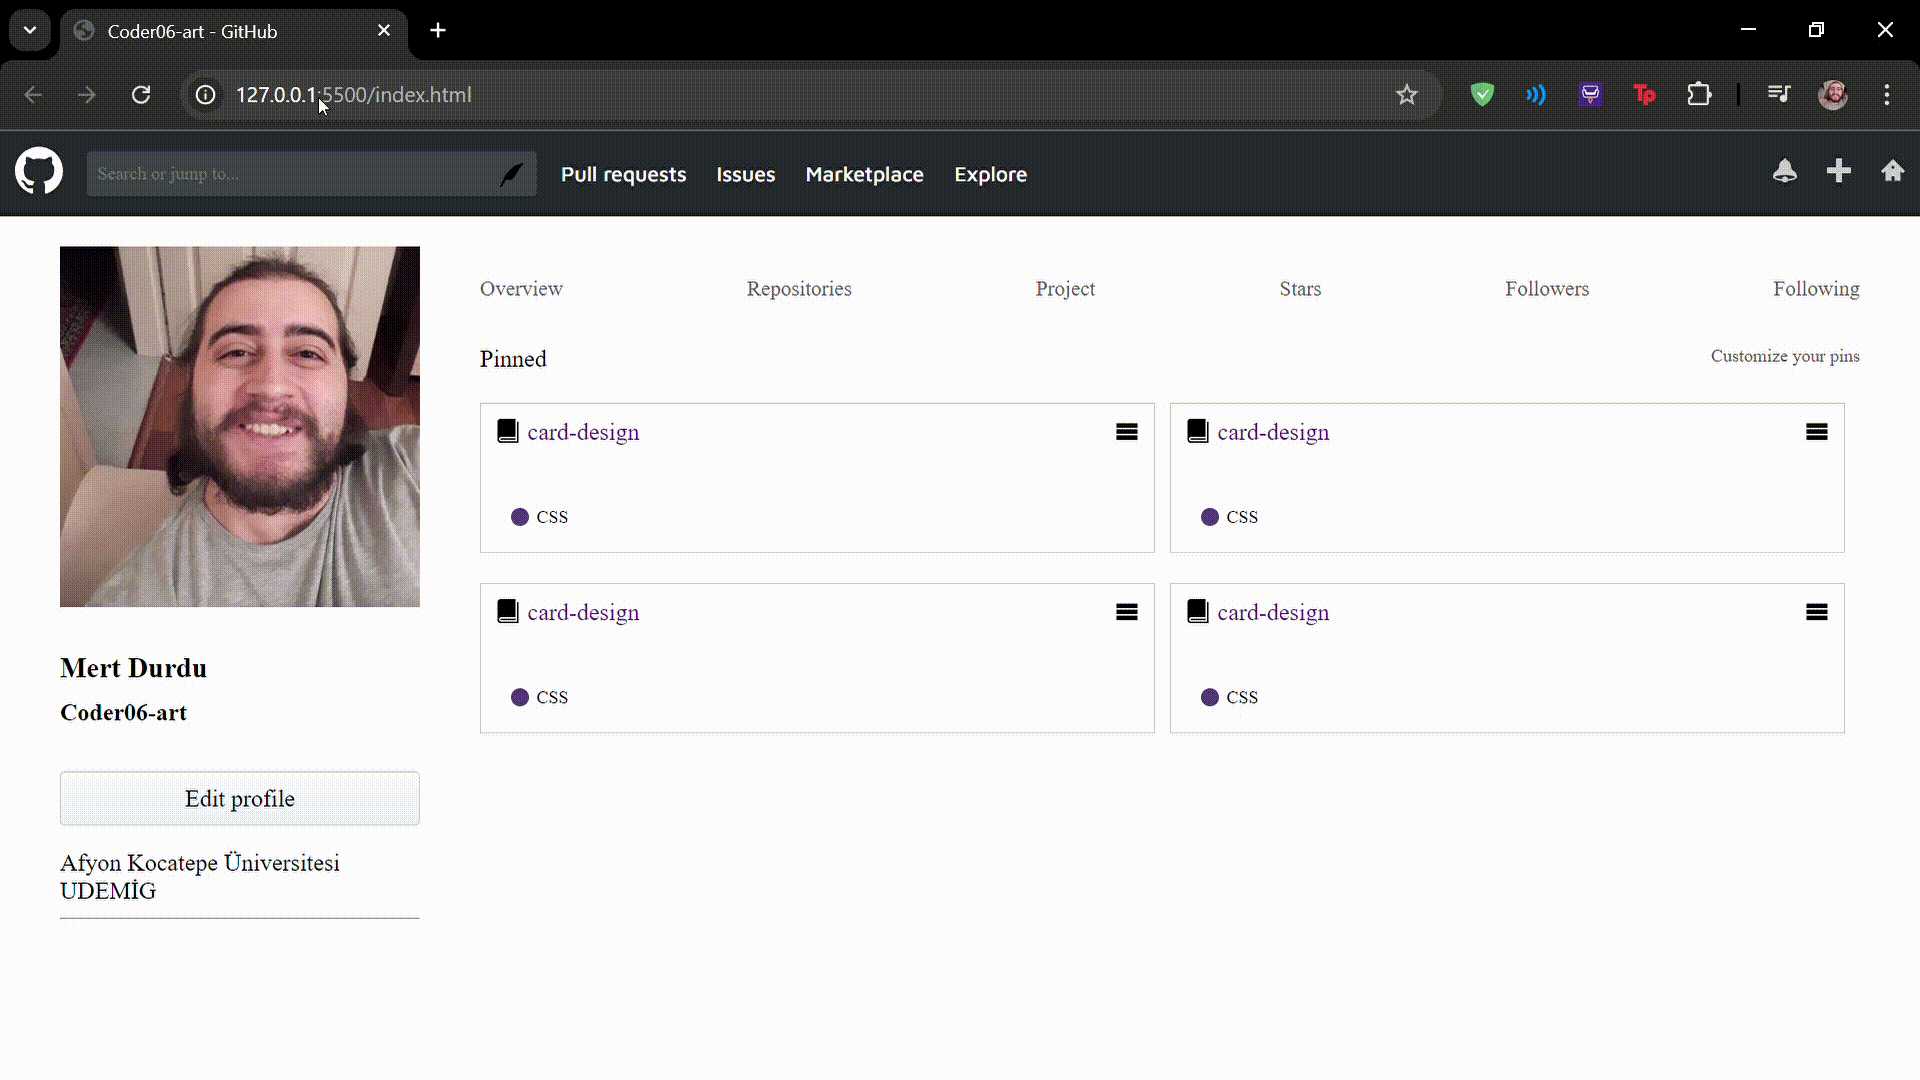 Coder06-art - GitHub
127.0.0.1:5500/index.html
Tp
Search or jump to...
Pull requests Issues Marketplace Explore
Overview Repositories Project Stars Followers Following
Pinned Customize your pins
card-design card-design
CSS CSS
card-design card-design
CSS CSS
Mert Durdu
Coder06-art
Edit profile
Afyon Kocatepe Üniversitesi
UDEMİG